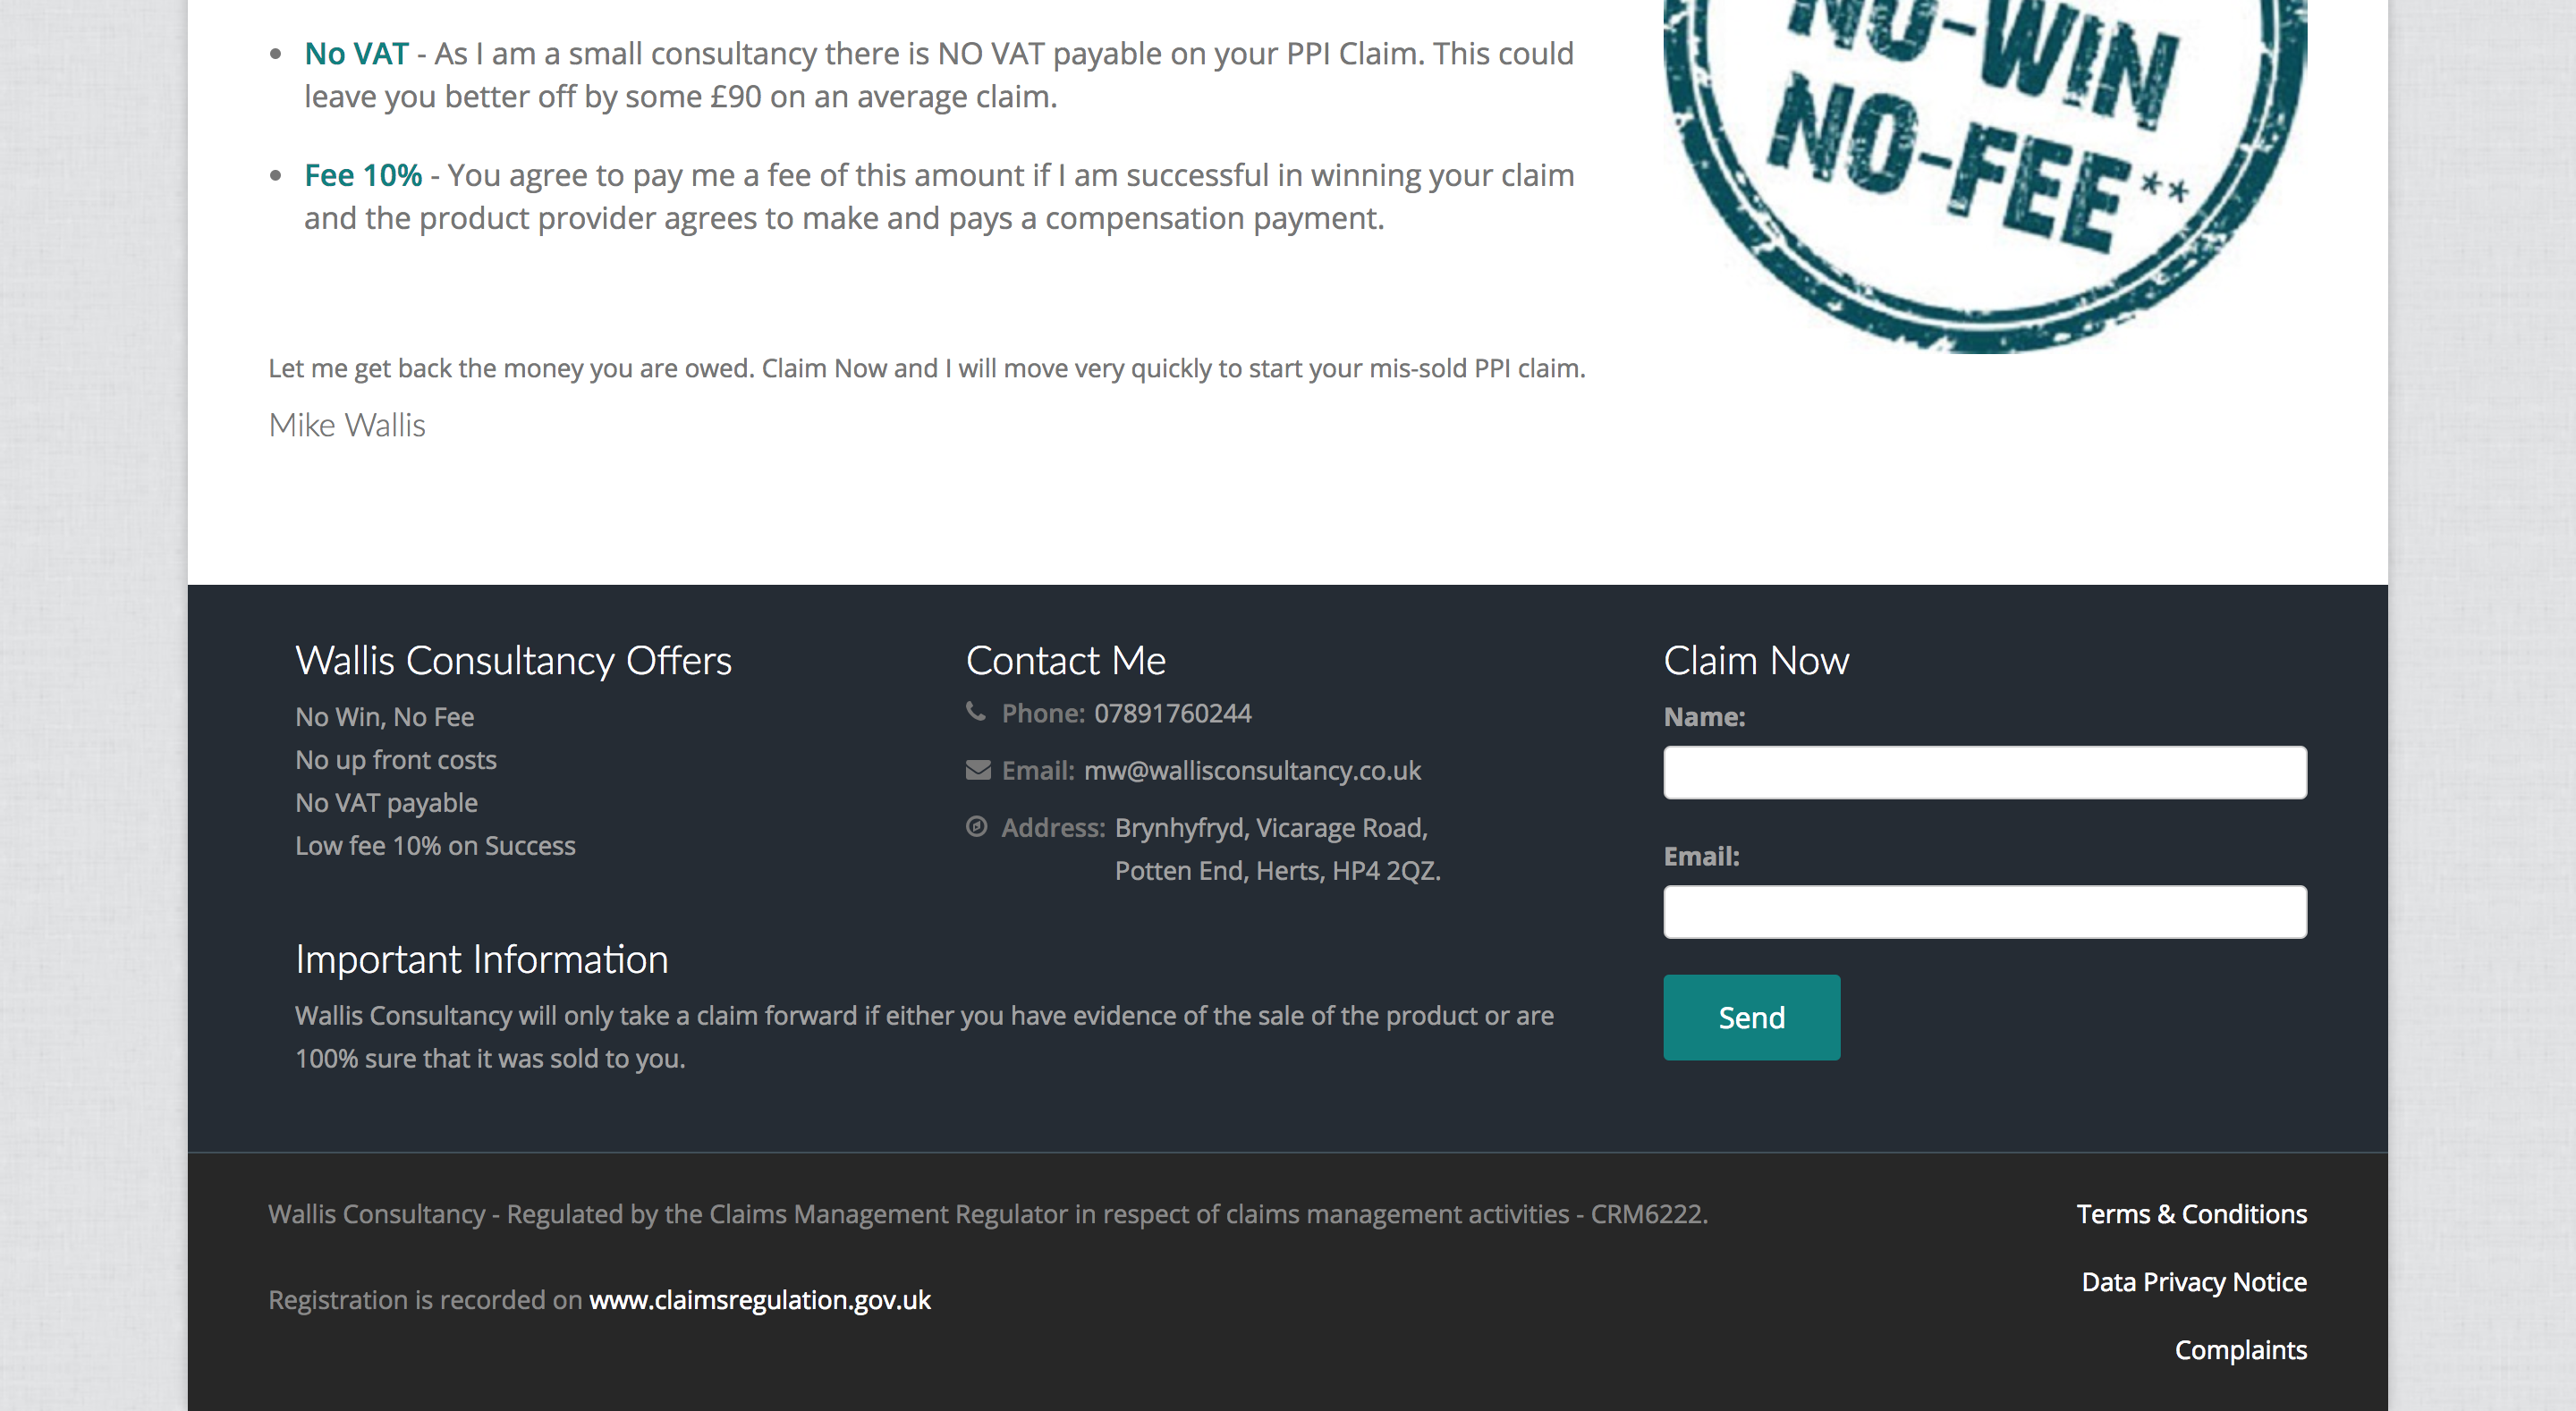 No VAT - As I am a small consultancy there is NO VAT payable on your PPI Claim. This could
leave you better off by some £90 on an average claim.
Fee 10% - You agree to pay me a fee of this amount if I am successful in winning your claim
and the product provider agrees to make and pays a compensation payment.
NO-WIN
NO-FEE**
Let me get back the money you are owed. Claim Now and I will move very quickly to start your mis-sold PPI claim.
Mike Wallis
Wallis Consultancy Offers
No Win, No Fee
No up front costs
No VAT payable
Low fee 10% on Success
Contact Me
Phone: 07891760244
Email: mw@wallisconsultancy.co.uk
Address: Brynhyfryd, Vicarage Road,
Potten End, Herts, HP4 2QZ.
Important Information
Wallis Consultancy will only take a claim forward if either you have evidence of the sale of the product or are
100% sure that it was sold to you.
Claim Now
Name:
Email:
Send
Wallis Consultancy - Regulated by the Claims Management Regulator in respect of claims management activities - CRM6222.
Registration is recorded on www.claimsregulation.gov.uk
Terms & Conditions
Data Privacy Notice
Complaints